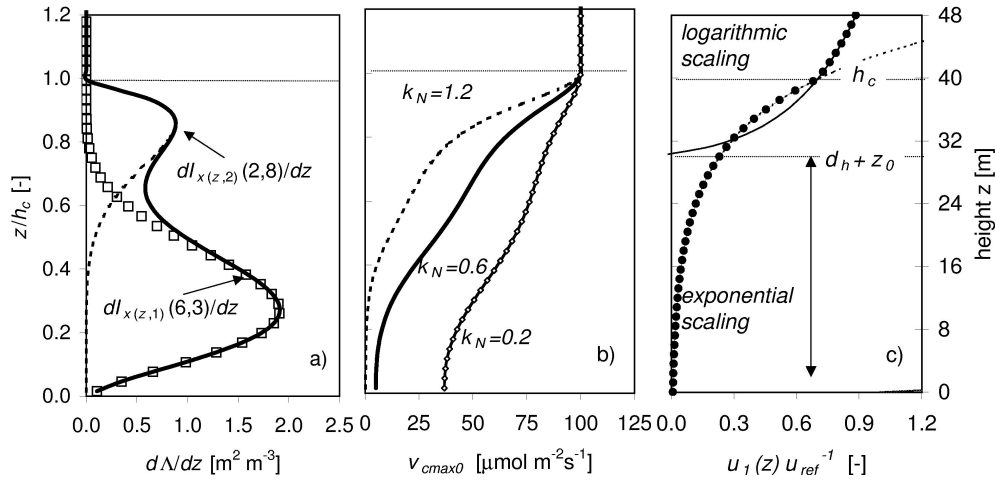 1.2
1.0
0.8
0.6
0.4
0.2
0.0
z/h_c [-]
dI_x(z,2) (2,8)/dz
dI_x(z,1) (6,3)/dz
a)
0.0 0.5 1.0 1.5 2.0 2.5
dΛ/dz [m² m⁻³]
k_N=1.2
k_N=0.6
k_N=0.2
b)
0 25 50 75 100 125
v_cmax0 [μmol m⁻²s⁻¹]
logarithmic
scaling
h_c
d_h + z_0
exponential
scaling
c)
48
40
32
24
16
8
0
height z [m]
0.0 0.3 0.6 0.9 1.2
u_1(z) u_ref⁻¹ [-]